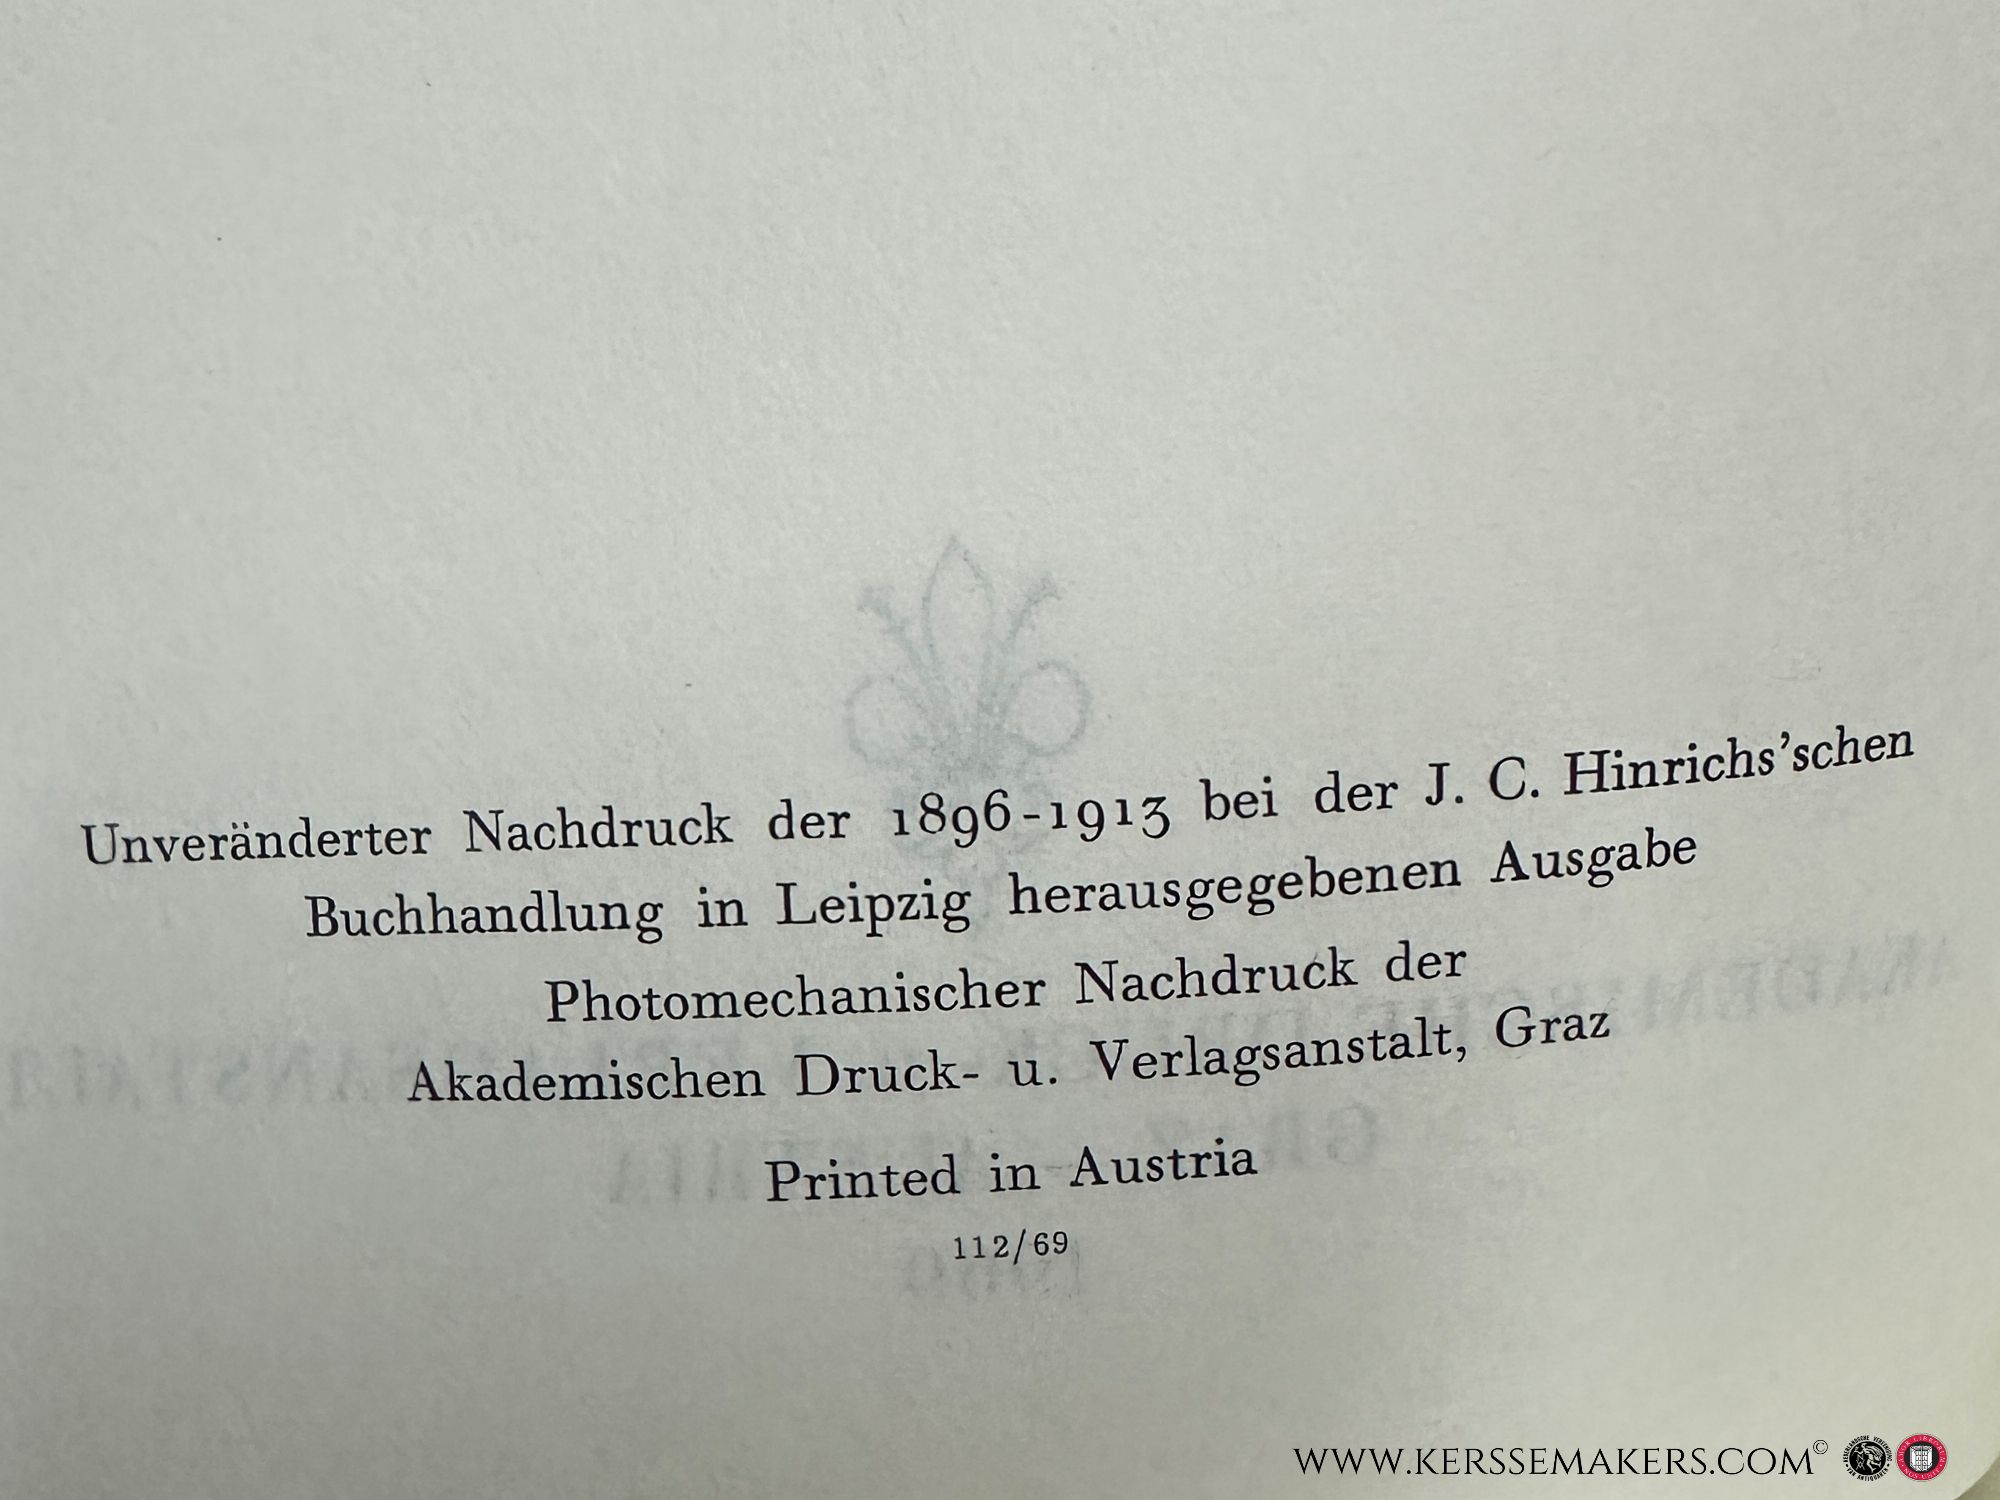 Unveränderter Nachdruck der 1896-1913 bei der J. C. Hinrichs’schen
Buchhandlung in Leipzig herausgegebenen Ausgabe
Photomechanischer Nachdruck der
Akademischen Druck- u. Verlagsanstalt, Graz
Printed in Austria
112/69
WWW.KERSSEMAKERS.COM©